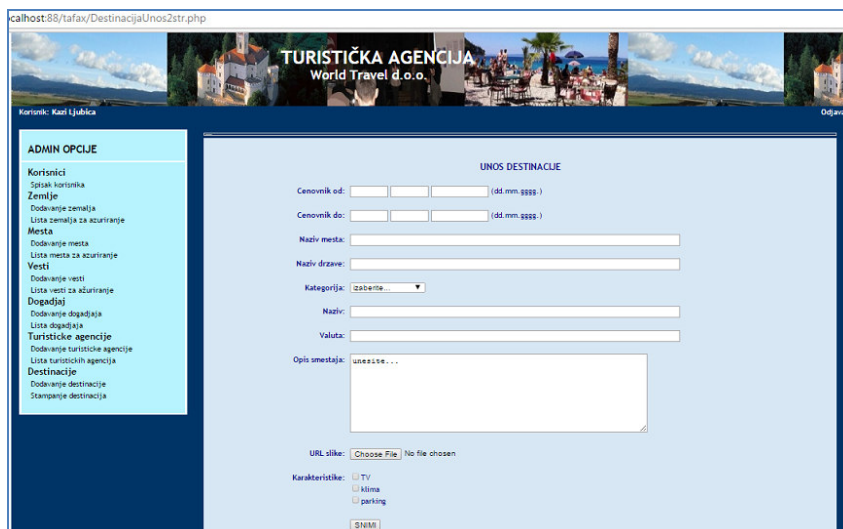 ocalhost:88/tafax/DestinacijaUnos2str.php
TURISTIČKA AGENCIJA
World Travel d.o.o.
Korisnik: Kazi Ljubica
Odjava
ADMIN OPCIJE
Korisnici
Spisak korisnika
Zemlje
Dodavanje zemalja
Lista zemalja za azuriranje
Mesta
Dodavanje mesta
Lista mesta za azuriranje
Vesti
Dodavanje vesti
Lista vesti za ažuriranje
Dogadjaj
Dodavanje dogadjaja
Lista dogadjaja
Turisticke agencije
Dodavanje turisticke agencije
Lista turistickih agencija
Destinacije
Dodavanje destinacije
Stampanje destinacija
UNOS DESTINACIJE
Cenovnik od: (dd.mm.gggg.)
Cenovnik do: (dd.mm.gggg.)
Naziv mesta:
Naziv drzave:
Kategorija: izaberite...
Naziv:
Valuta:
Opis smestaja: unesite...
URL slike: Choose File No file chosen
Karakteristike: TV
klima
parking
SNIMI